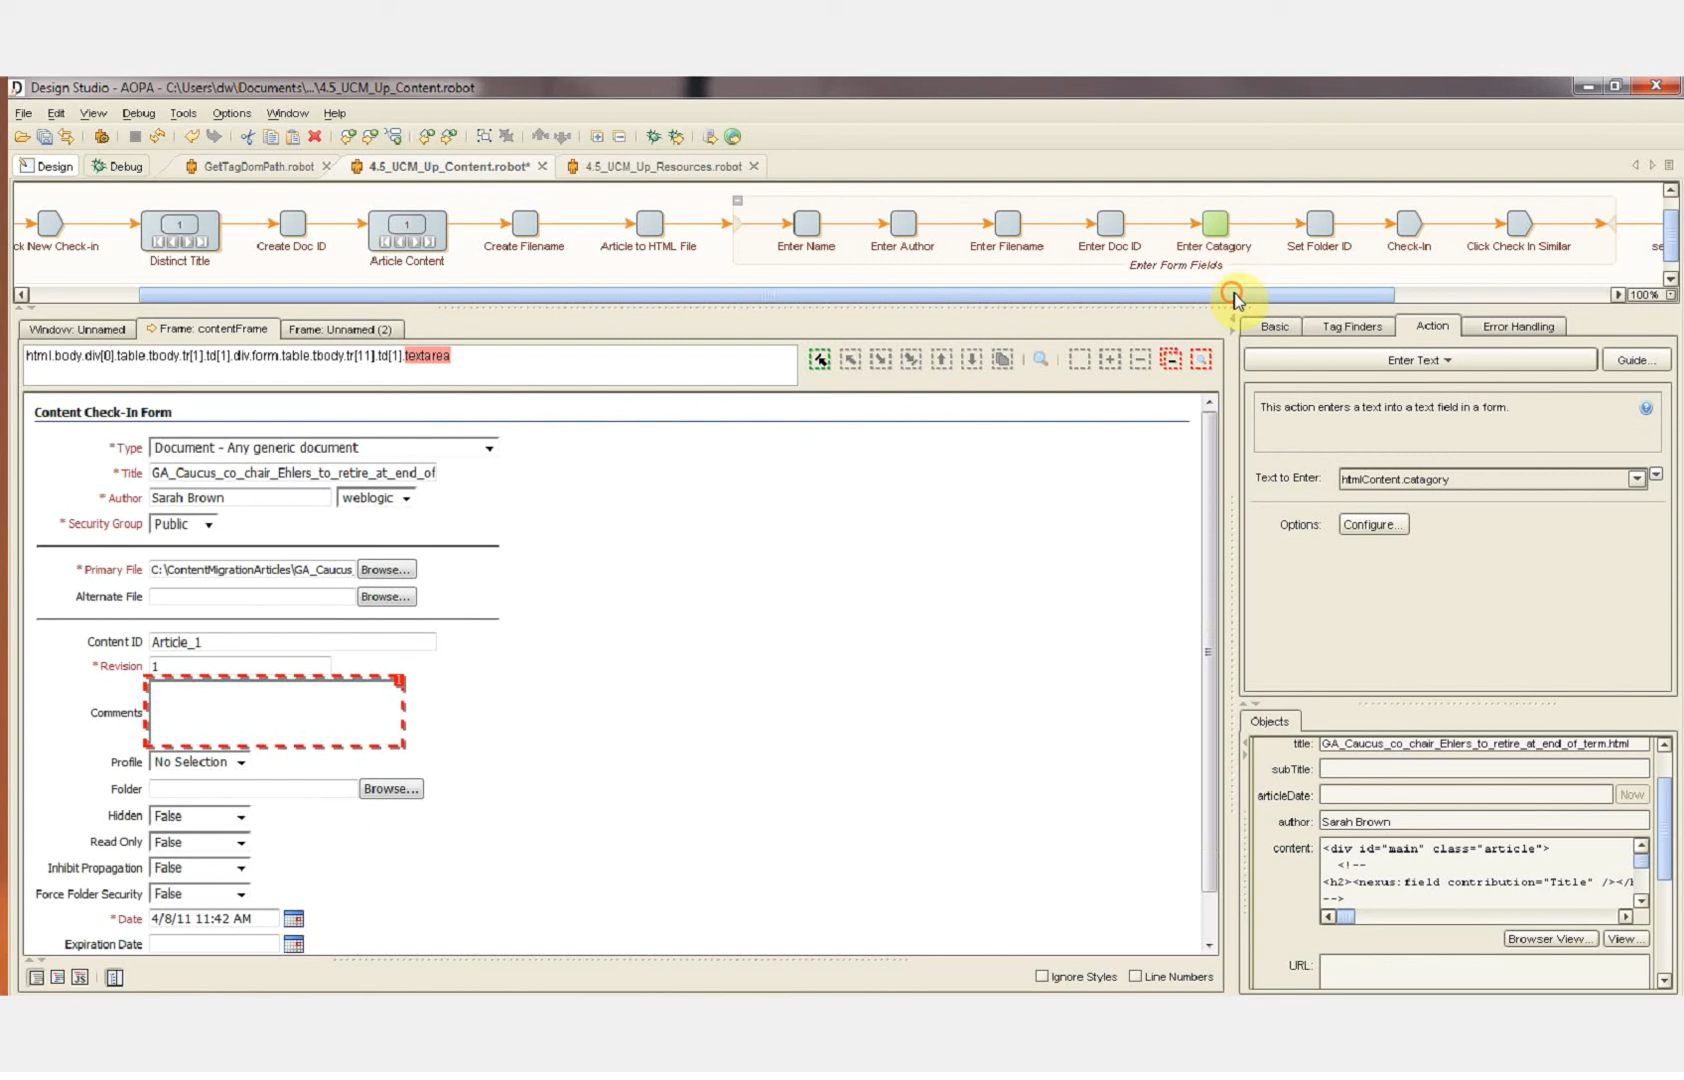 Design Studio - AOPA - C:\Users\dw\Documents\...\4.5_UCM_Up_Content.robot
File Edit View Debug Tools Options Window Help
Design Debug GetTagDomPath.robot 4.5_UCM_Up_Content.robot* 4.5_UCM_Up_Resources.robot
1 1
ck New Check-in Create Doc ID Create Filename Article to HTML File Enter Name Enter Author Enter Filename Enter Doc ID Enter Catagory Set Folder ID Check-In Click Check In Similar se
Distinct Title Article Content Enter Form Fields
100%
Window: Unnamed Frame: contentFrame Frame: Unnamed (2)
Basic Tag Finders Action Error Handling
html.body.div[0].table.tbody.tr[1].td[1].div.form.table.tbody.tr[11].td[1].textarea
Enter Text Guide...
Content Check-In Form
This action enters a text into a text field in a form.
* Type Document - Any generic document
* Title GA_Caucus_co_chair_Ehlers_to_retire_at_end_of
Text to Enter: htmlContent.catagory
* Author Sarah Brown weblogic
* Security Group Public
Options: Configure...
* Primary File C:\ContentMigrationArticles\GA_Caucus_ Browse...
Alternate File Browse...
Content ID Article_1
* Revision 1
1
Comments
Objects
title: GA_Caucus_co_chair_Ehlers_to_retire_at_end_of_term.html
Profile No Selection
subTitle:
Folder Browse...
articleDate: Now
Hidden False
author: Sarah Brown
Read Only False
content: <div id="main" class="article">
<!--
Inhibit Propagation False
<h2><nexus:field contribution="Title" /></h
Force Folder Security False
-->
* Date 4/8/11 11:42 AM
Expiration Date
Browser View... View...
URL:
JS
Ignore Styles Line Numbers